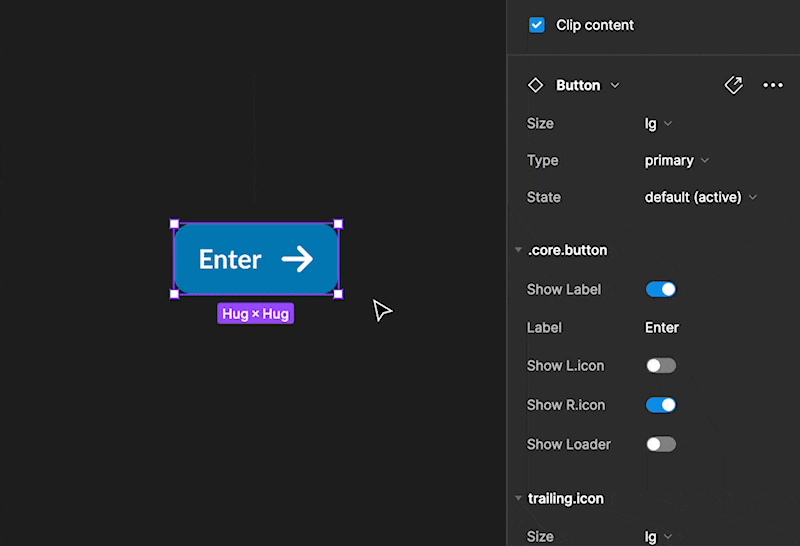 Clip content
Button
Size lg
Type primary
State default (active)
.core.button
Show Label
Label Enter
Show L.icon
Show R.icon
Show Loader
trailing.icon
Size lg
Enter
Hug × Hug